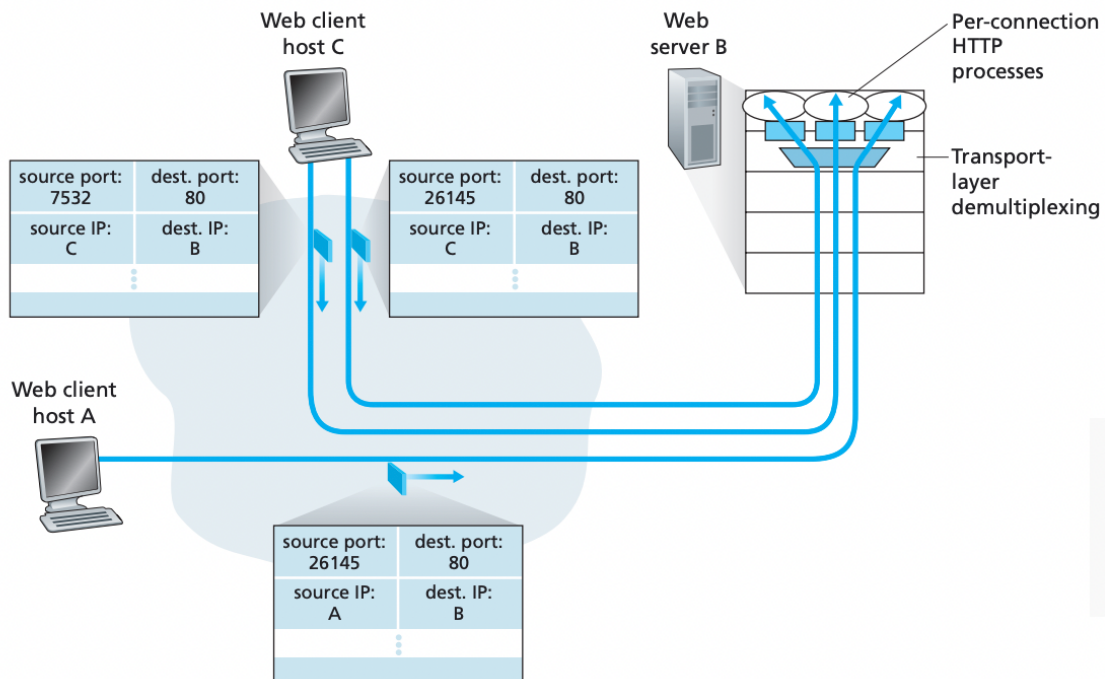 Web client
host C
Web
server B
Per-connection
HTTP
processes
Transport-
layer
demultiplexing
source port:
7532
dest. port:
80
source IP:
C
dest. IP:
B
source port:
26145
dest. port:
80
source IP:
C
dest. IP:
B
Web client
host A
source port:
26145
dest. port:
80
source IP:
A
dest. IP:
B